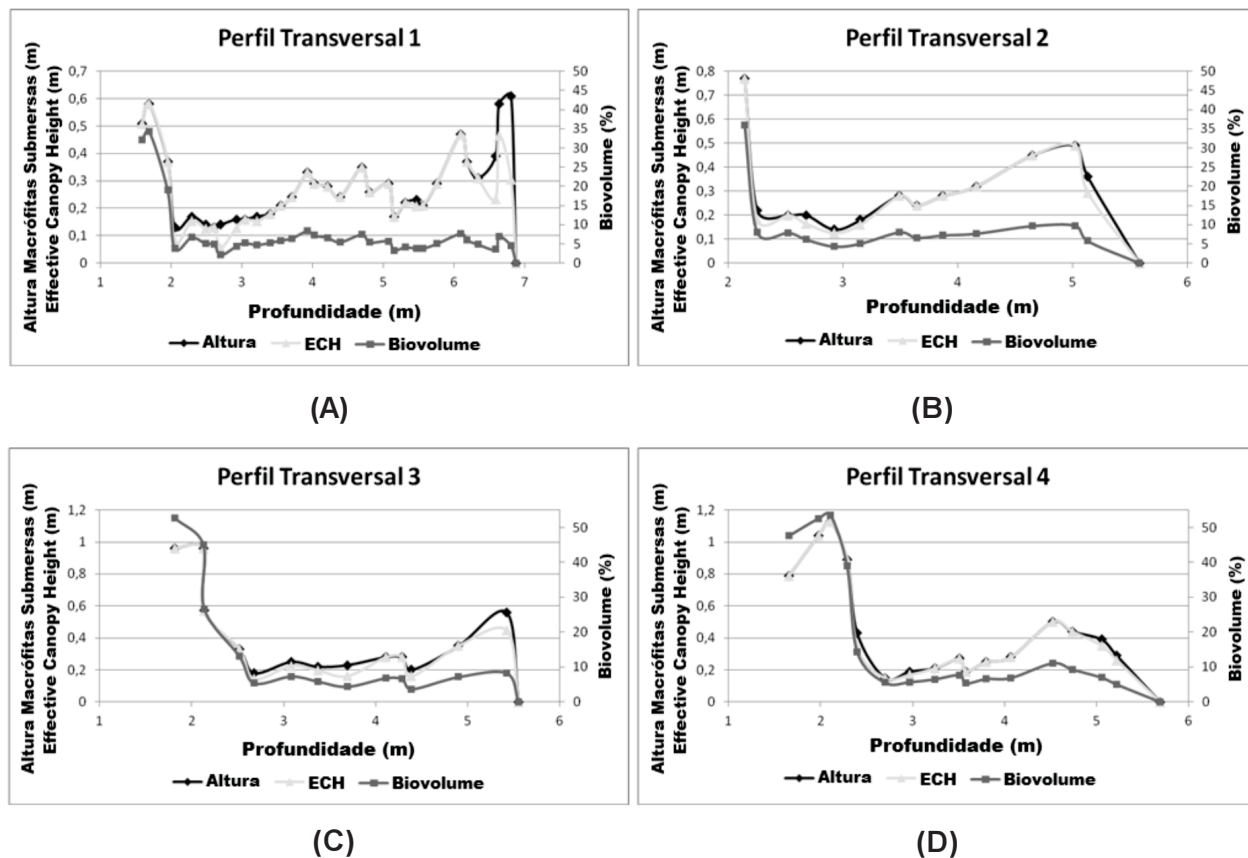 Perfil Transversal 1
Altura Macrófitas Submersas (m)
Effective Canopy Height (m)
0,7
0,6
0,5
0,4
0,3
0,2
0,1
0
50
45
40
35
30
25
20
15
10
5
0
Biovolume (%)
1 2 3 4 5 6 7
Profundidade (m)
Altura ECH Biovolume
(A)
Perfil Transversal 2
Altura Macrófitas Submersas (m)
Effective Canopy Height (m)
0,8
0,7
0,6
0,5
0,4
0,3
0,2
0,1
0
50
45
40
35
30
25
20
15
10
5
0
Biovolume (%)
2 3 4 5 6
Profundidade (m)
Altura ECH Biovolume
(B)
Perfil Transversal 3
Altura Macrófitas Submersas (m)
Effective Canopy Height (m)
1,2
1
0,8
0,6
0,4
0,2
0
50
40
30
20
10
0
Biovolume (%)
1 2 3 4 5 6
Profundidade (m)
Altura ECH Biovolume
(C)
Perfil Transversal 4
Altura Macrófitas Submersas (m)
Effective Canopy Height (m)
1,2
1
0,8
0,6
0,4
0,2
0
50
40
30
20
10
0
Biovolume (%)
1 2 3 4 5 6
Profundidade (m)
Altura ECH Biovolume
(D)